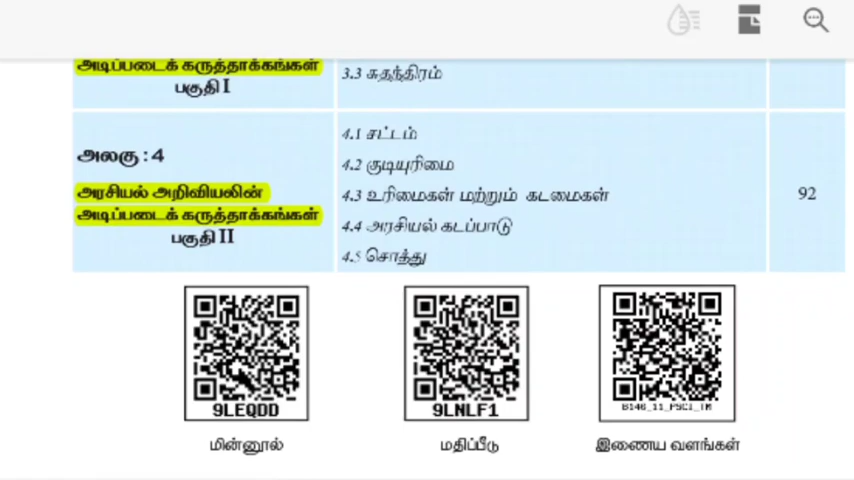 அடிப்படைக் கருத்தாக்கங்கள்
பகுதி I
3.3 சுதந்திரம்
அலகு : 4
அரசியல் அறிவியலின்
அடிப்படைக் கருத்தாக்கங்கள்
பகுதி II
4.1 சட்டம்
4.2 குடியுரிமை
4.3 உரிமைகள் மற்றும் கடமைகள்
4.4 அரசியல் கடப்பாடு
4.5 சொத்து
92
9LEQDD
9LNLF1
B146_11_PSCI_TM
மின்னூல்
மதிப்பீடு
இணைய வளங்கள்